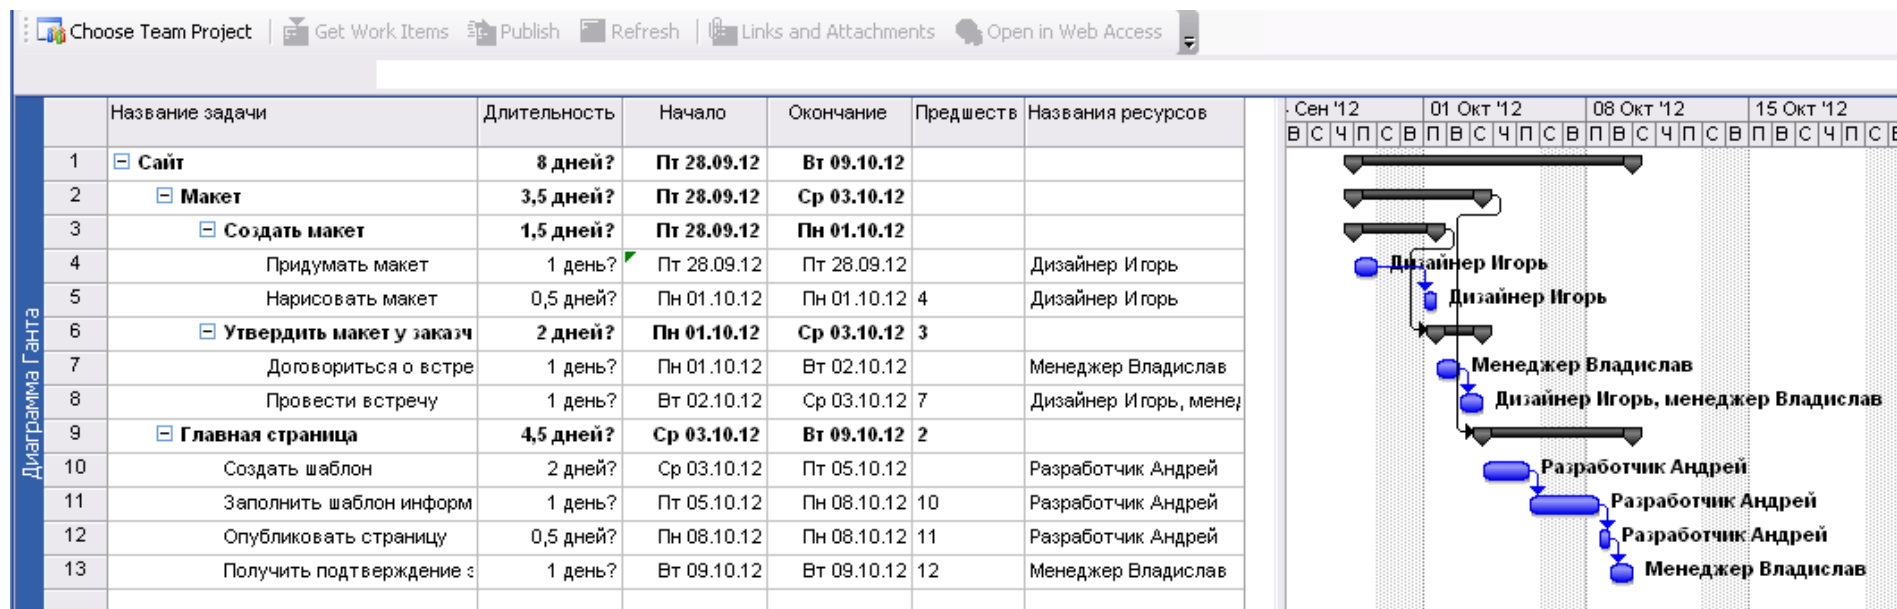 Choose Team Project Get Work Items Publish Refresh Links and Attachments Open in Web Access
Диаграмма Ганта
Название задачи Длительность Начало Окончание Предшеств Названия ресурсов Сен '12 01 Окт '12 08 Окт '12 15 Окт '12
В С Ч П С В П В С Ч П С В П В С Ч П С В П В С Ч П С В
1 Сайт 8 дней? Пт 28.09.12 Вт 09.10.12
2 Макет 3,5 дней? Пт 28.09.12 Ср 03.10.12
3 Создать макет 1,5 дней? Пт 28.09.12 Пн 01.10.12
4 Придумать макет 1 день? Пт 28.09.12 Пт 28.09.12 Дизайнер Игорь Дизайнер Игорь
5 Нарисовать макет 0,5 дней? Пн 01.10.12 Пн 01.10.12 4 Дизайнер Игорь Дизайнер Игорь
6 Утвердить макет у заказч 2 дней? Пн 01.10.12 Ср 03.10.12 3
7 Договориться о встре 1 день? Пн 01.10.12 Вт 02.10.12 Менеджер Владислав Менеджер Владислав
8 Провести встречу 1 день? Вт 02.10.12 Ср 03.10.12 7 Дизайнер Игорь, менед Дизайнер Игорь, менеджер Владислав
9 Главная страница 4,5 дней? Ср 03.10.12 Вт 09.10.12 2
10 Создать шаблон 2 дней? Ср 03.10.12 Пт 05.10.12 Разработчик Андрей Разработчик Андрей
11 Заполнить шаблон информ 1 день? Пт 05.10.12 Пн 08.10.12 10 Разработчик Андрей Разработчик Андрей
12 Опубликовать страницу 0,5 дней? Пн 08.10.12 Пн 08.10.12 11 Разработчик Андрей Разработчик Андрей
13 Получить подтверждение з 1 день? Вт 09.10.12 Вт 09.10.12 12 Менеджер Владислав Менеджер Владислав